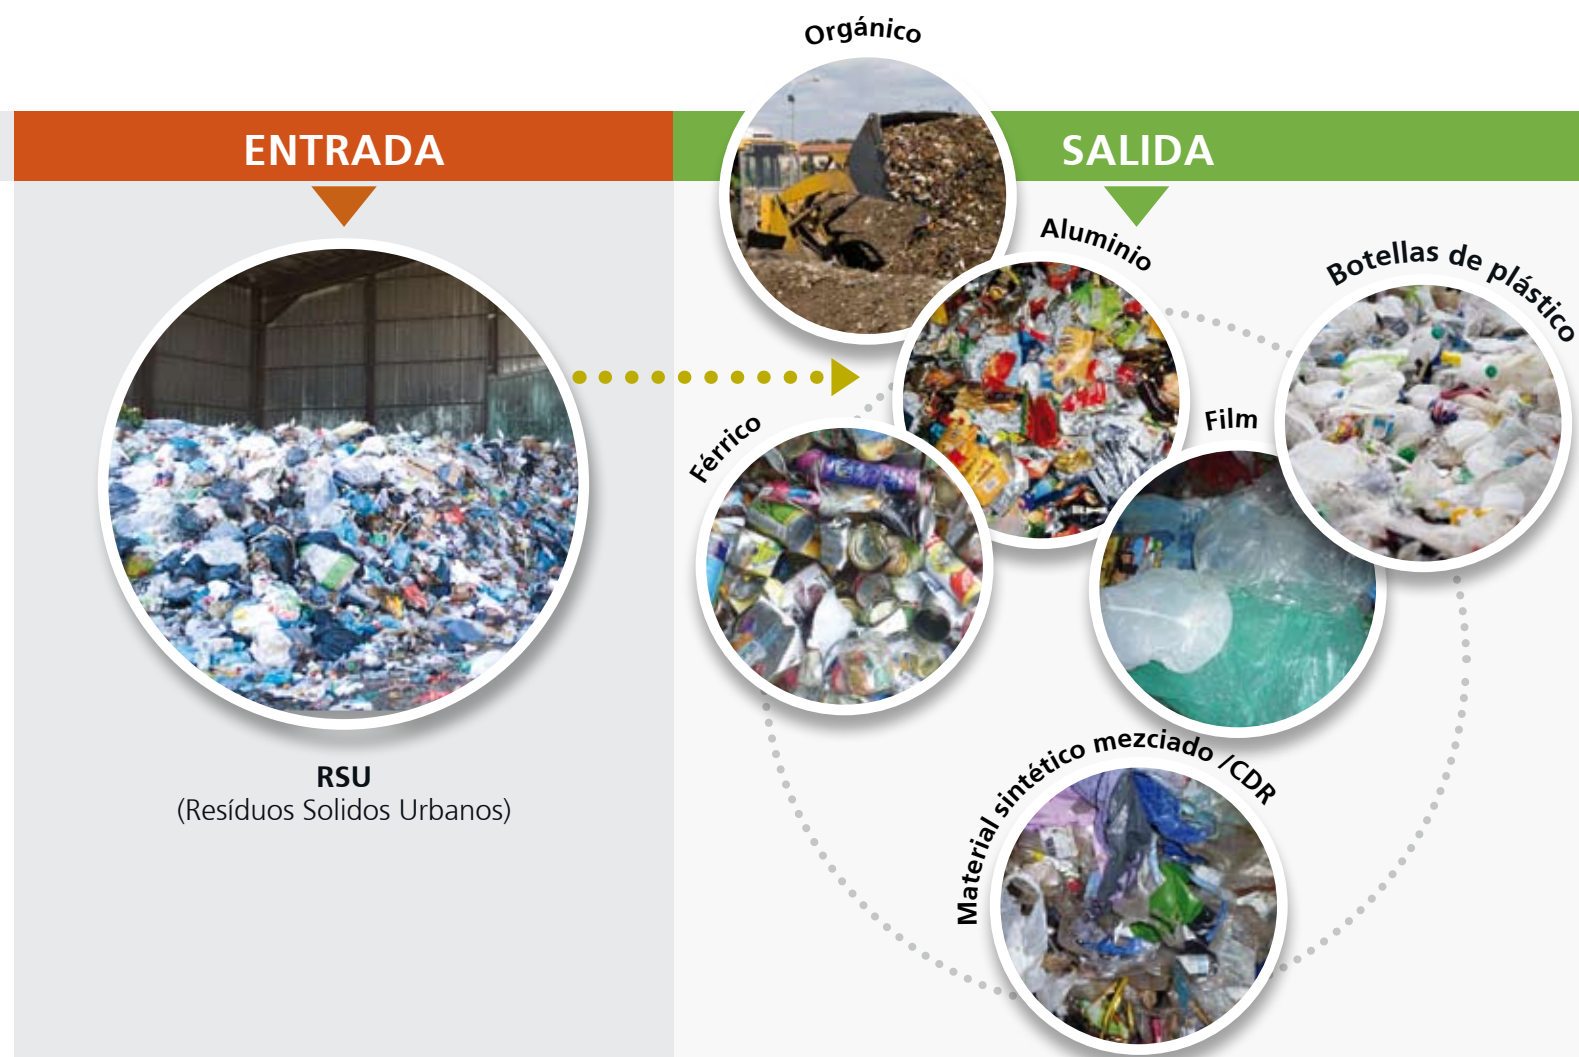 Orgánico
ENTRADA
SALIDA
Aluminio
Botellas de plástico
Férrico
Film
RSU
(Resíduos Solidos Urbanos)
Material sintético mezciado /CDR